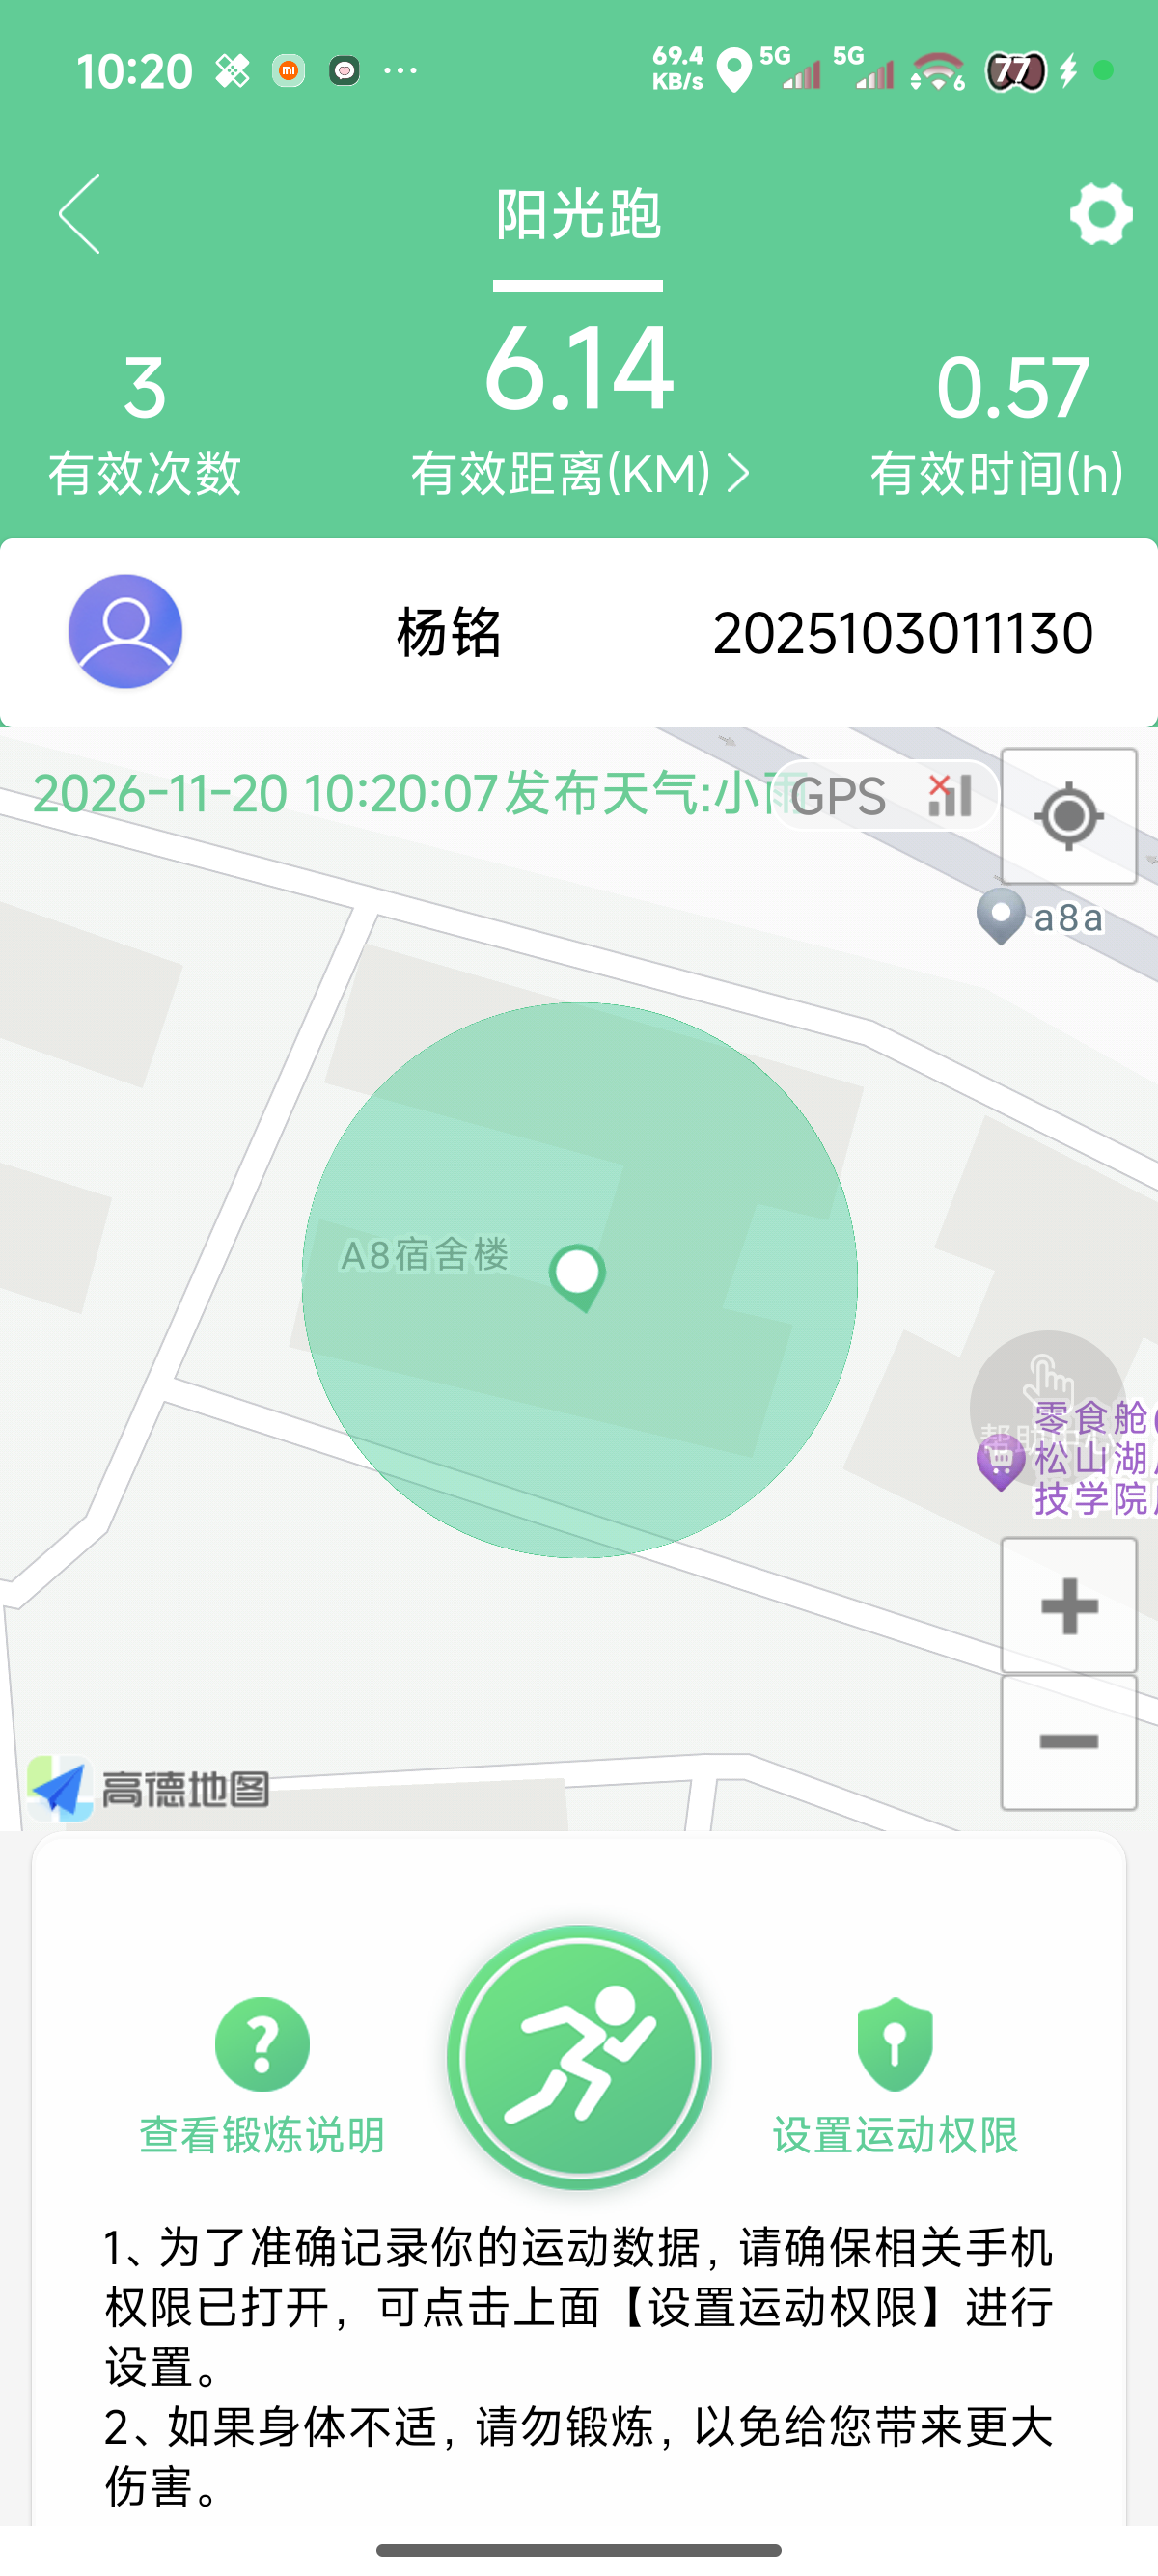 10:20
69.4 KB/s
5G
5G
6
77
阳光跑
3
6.14
0.57
有效次数
有效距离(KM)
有效时间(h)
杨铭
2025103011130
2026-11-20 10:20:07发布天气:小雨
GPS
a8a
A8宿舍楼
零食舱(
松山湖
技学院
高德地图
查看锻炼说明
设置运动权限
1、为了准确记录你的运动数据，请确保相关手机
权限已打开，可点击上面【设置运动权限】进行
设置。
2、如果身体不适，请勿锻炼，以免给您带来更大
伤害。